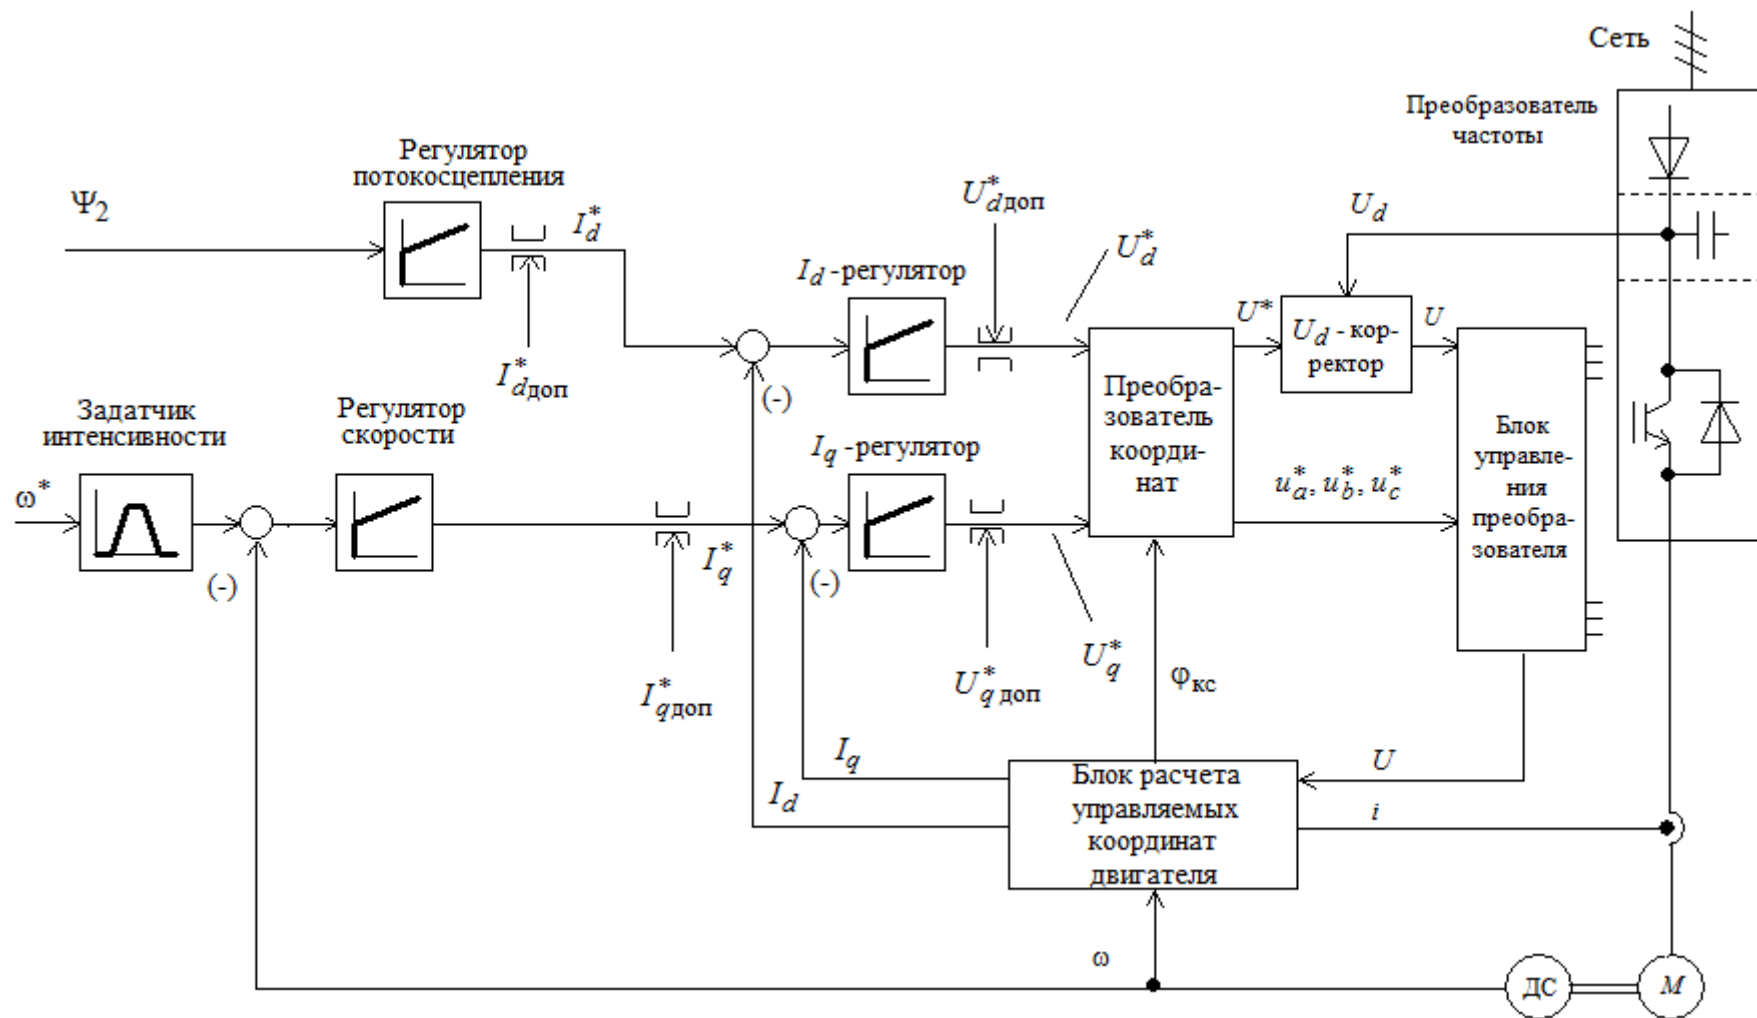 Сеть
Преобразователь
частоты
Регулятор
потокосцепления
Ψ₂
I*d
U*dдоп
U*d
Ud
Id -регулятор
U*
Ud - кор-
ректор
U
I*dдоп
(-)
Преобра-
зователь
коорди-
нат
Задатчик
интенсивности
Регулятор
скорости
Iq -регулятор
Блок
управле-
ния
преобра-
зователя
ω*
u*a, u*b, u*c
I*q
(-)
(-)
I*qдоп
U*q доп
U*q
φкс
Iq
Id
Блок расчета
управляемых
координат
двигателя
U
i
ω
ДС
M